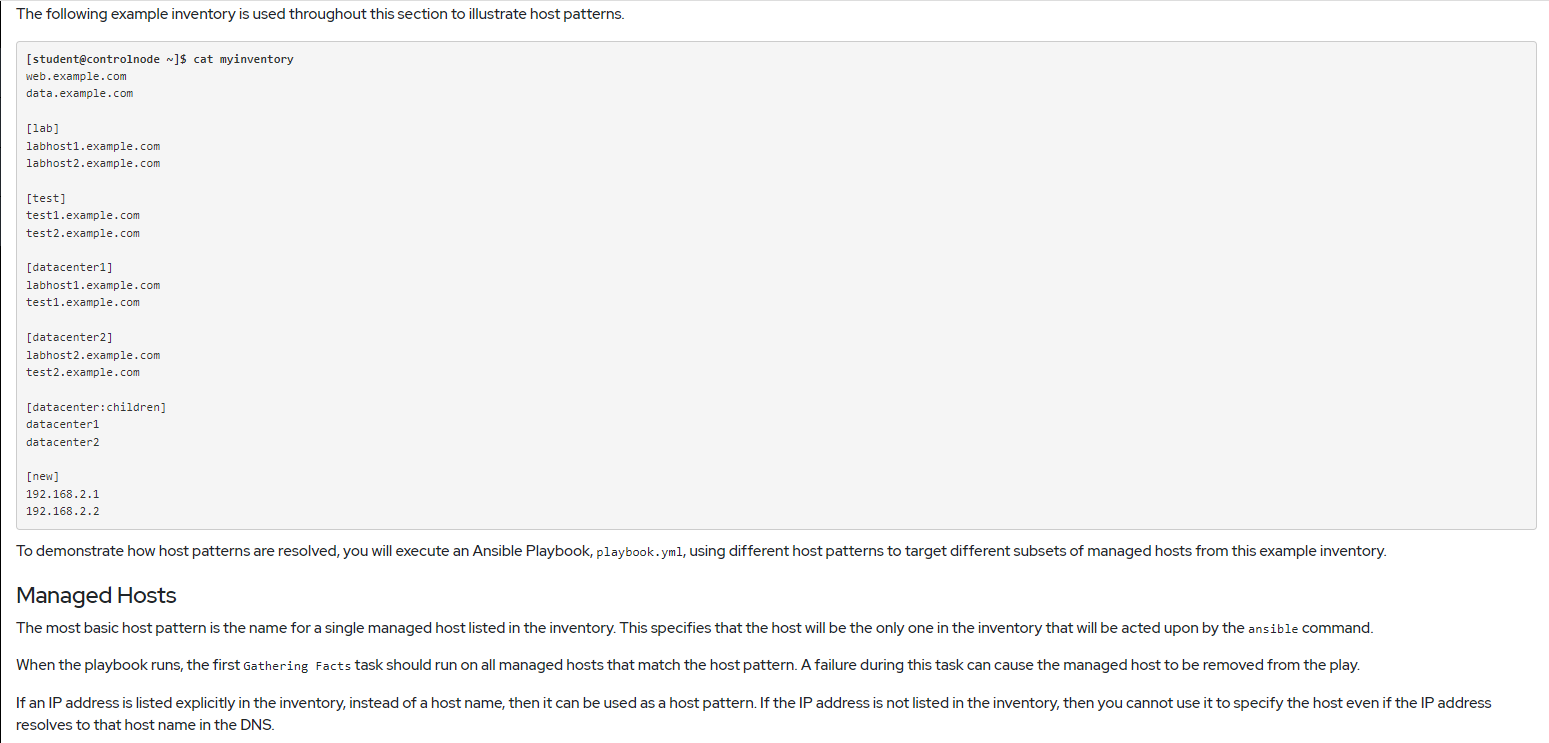 The following example inventory is used throughout this section to illustrate host patterns.
[student@controlnode ~]$ cat myinventory
web.example.com
data.example.com
[lab]
labhost1.example.com
labhost2.example.com
[test]
test1.example.com
test2.example.com
[datacenter1]
labhost1.example.com
test1.example.com
[datacenter2]
labhost2.example.com
test2.example.com
[datacenter:children]
datacenter1
datacenter2
[new]
192.168.2.1
192.168.2.2
To demonstrate how host patterns are resolved, you will execute an Ansible Playbook, playbook.yml, using different host patterns to target different subsets of managed hosts from this example inventory.
Managed Hosts
The most basic host pattern is the name for a single managed host listed in the inventory. This specifies that the host will be the only one in the inventory that will be acted upon by the ansible command.
When the playbook runs, the first Gathering Facts task should run on all managed hosts that match the host pattern. A failure during this task can cause the managed host to be removed from the play.
If an IP address is listed explicitly in the inventory, instead of a host name, then it can be used as a host pattern. If the IP address is not listed in the inventory, then you cannot use it to specify the host even if the IP address
resolves to that host name in the DNS.